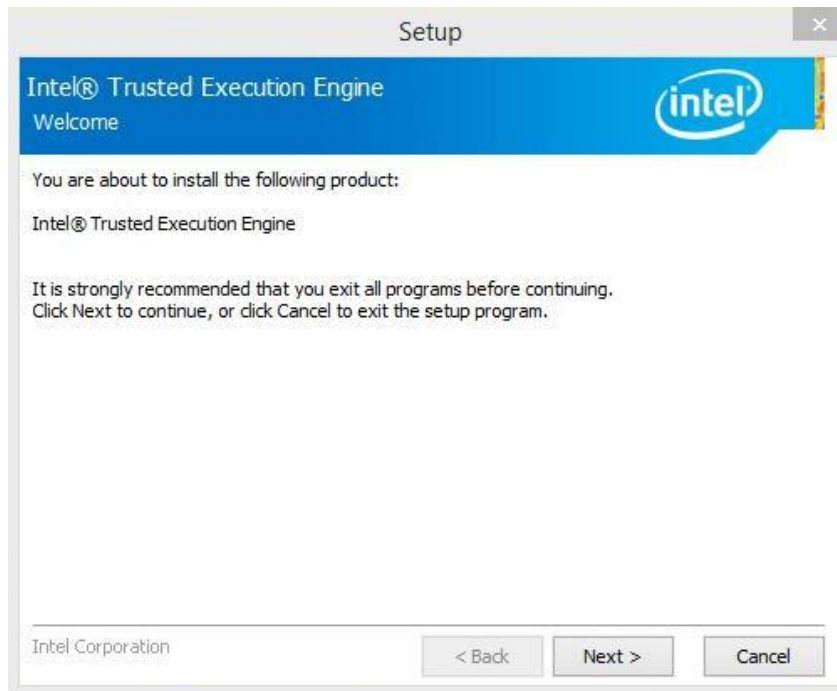 Setup
Intel® Trusted Execution Engine
Welcome
intel
You are about to install the following product:
Intel® Trusted Execution Engine
It is strongly recommended that you exit all programs before continuing.
Click Next to continue, or click Cancel to exit the setup program.
Intel Corporation
< Back Next > Cancel